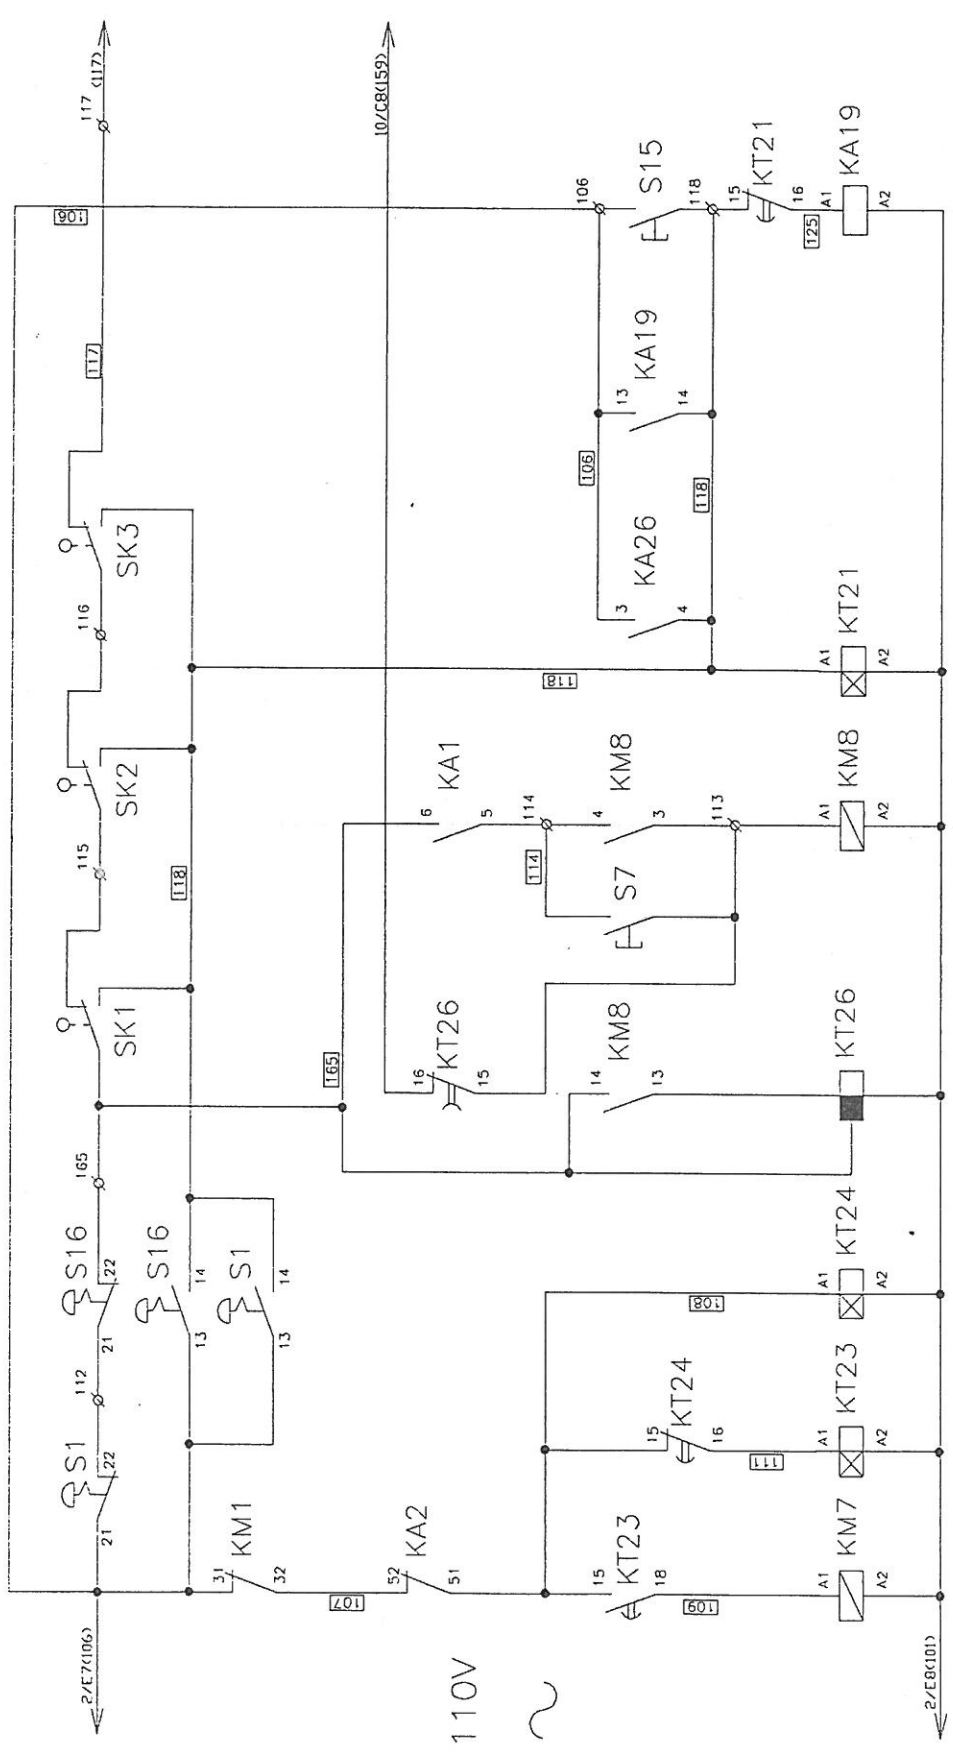 117 (117)
10/C8(159)
106
117
106
S15
118
15
KT21
16
125
A1
KA19
A2
13
KA19
14
106
118
3
KA26
4
SK3
116
118
A1
KT21
A2
SK2
115
118
6
KA1
5
114
114
4
KM8
3
113
S7
A1
KM8
A2
SK1
165
16
KT26
15
14
KM8
13
KT26
165
S16
22
21
S16
14
13
S1
14
13
108
A1
KT24
A2
112
S1
22
21
15
KT24
16
111
A1
KT23
A2
31
KM1
32
107
52
KA2
51
15
KT23
18
109
A1
KM7
A2
2/E7(106)
110V
2/E8(101)